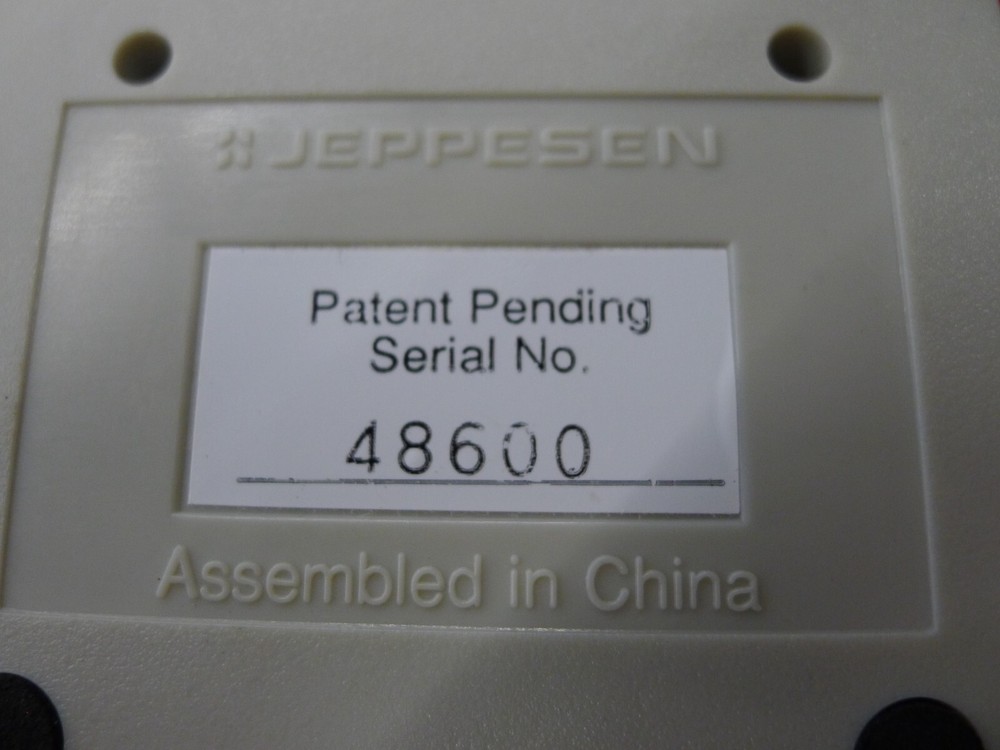 JEPPESEN
Patent Pending
Serial No.
48600
Assembled in China